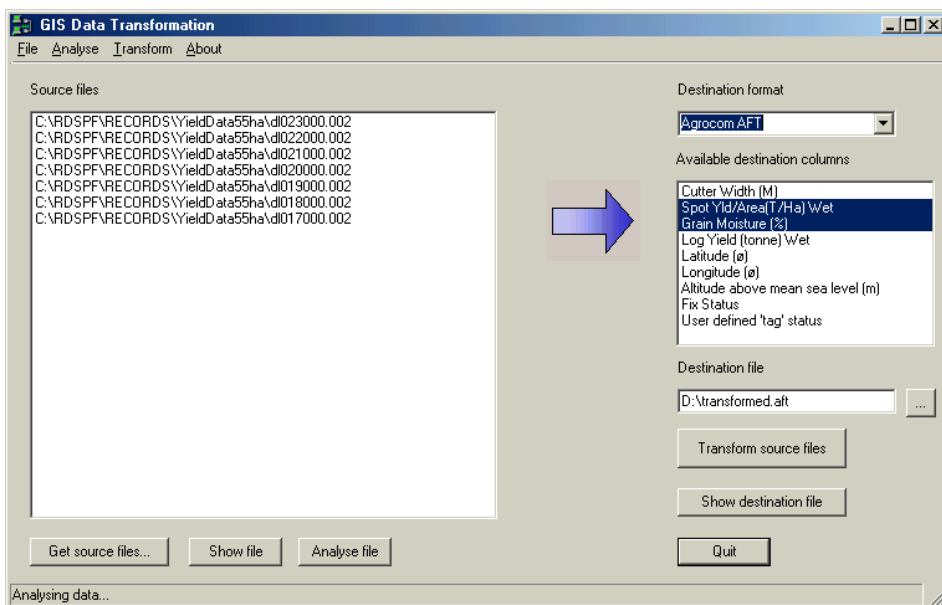 GIS Data Transformation
File Analyse Transform About
Source files
C:\RDSPF\RECORDS\YieldData55ha\dl023000.002
C:\RDSPF\RECORDS\YieldData55ha\dl022000.002
C:\RDSPF\RECORDS\YieldData55ha\dl021000.002
C:\RDSPF\RECORDS\YieldData55ha\dl020000.002
C:\RDSPF\RECORDS\YieldData55ha\dl019000.002
C:\RDSPF\RECORDS\YieldData55ha\dl018000.002
C:\RDSPF\RECORDS\YieldData55ha\dl017000.002
Get source files...
Show file
Analyse file
Destination format
Agrocom AFT
Available destination columns
Cutter Width (M)
Spot Yld/Area(T/Ha) Wet
Grain Moisture (%)
Log Yield (tonne) Wet
Latitude (ø)
Longitude (ø)
Altitude above mean sea level (m)
Fix Status
User defined 'tag' status
Destination file
D:\transformed.aft
...
Transform source files
Show destination file
Quit
Analysing data...